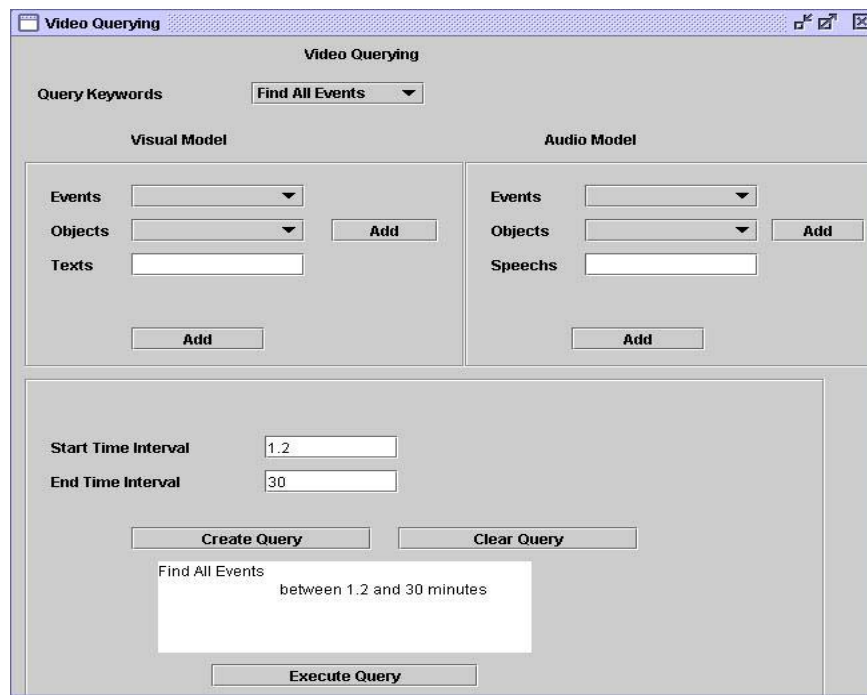 Video Querying
Video Querying
Query Keywords Find All Events
Visual Model Audio Model
Events Events
Objects Add Objects Add
Texts Speechs
Add Add
Start Time Interval 1.2
End Time Interval 30
Create Query Clear Query
Find All Events
between 1.2 and 30 minutes
Execute Query